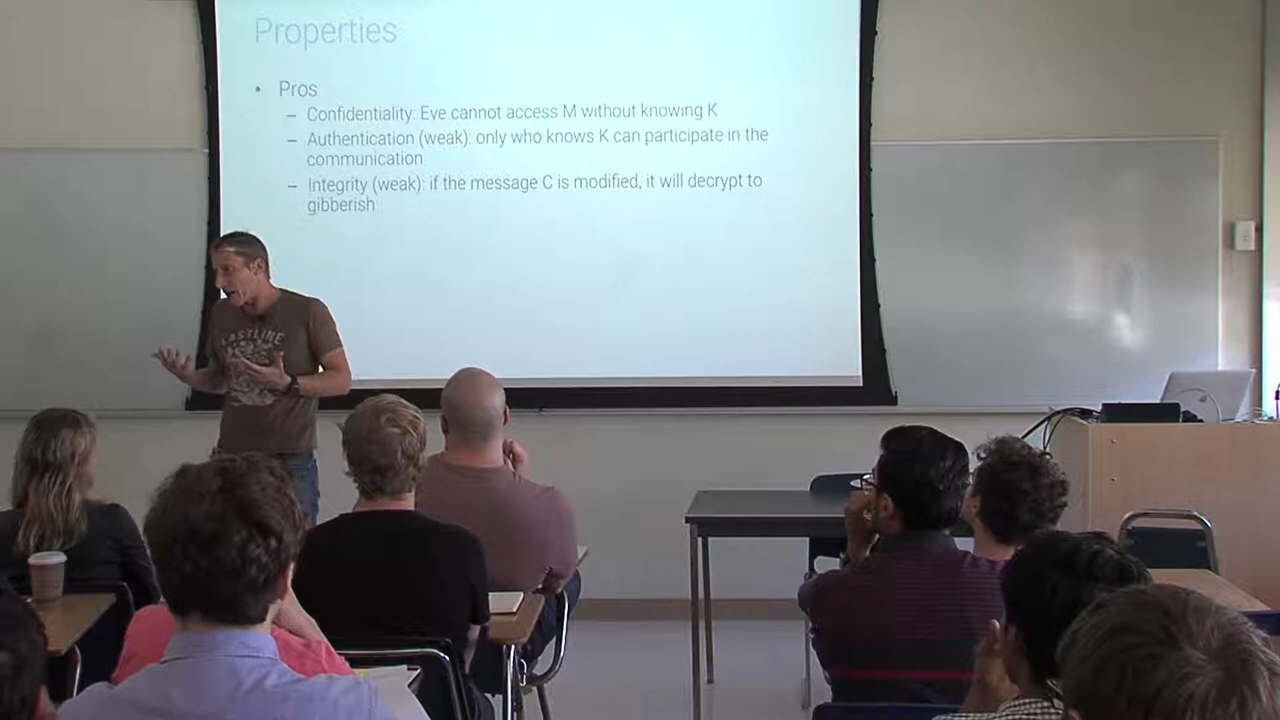 Properties
• Pros
– Confidentiality: Eve cannot access M without knowing K
– Authentication (weak): only who knows K can participate in the
communication
– Integrity (weak): if the message C is modified, it will decrypt to
gibberish
LASTLINE